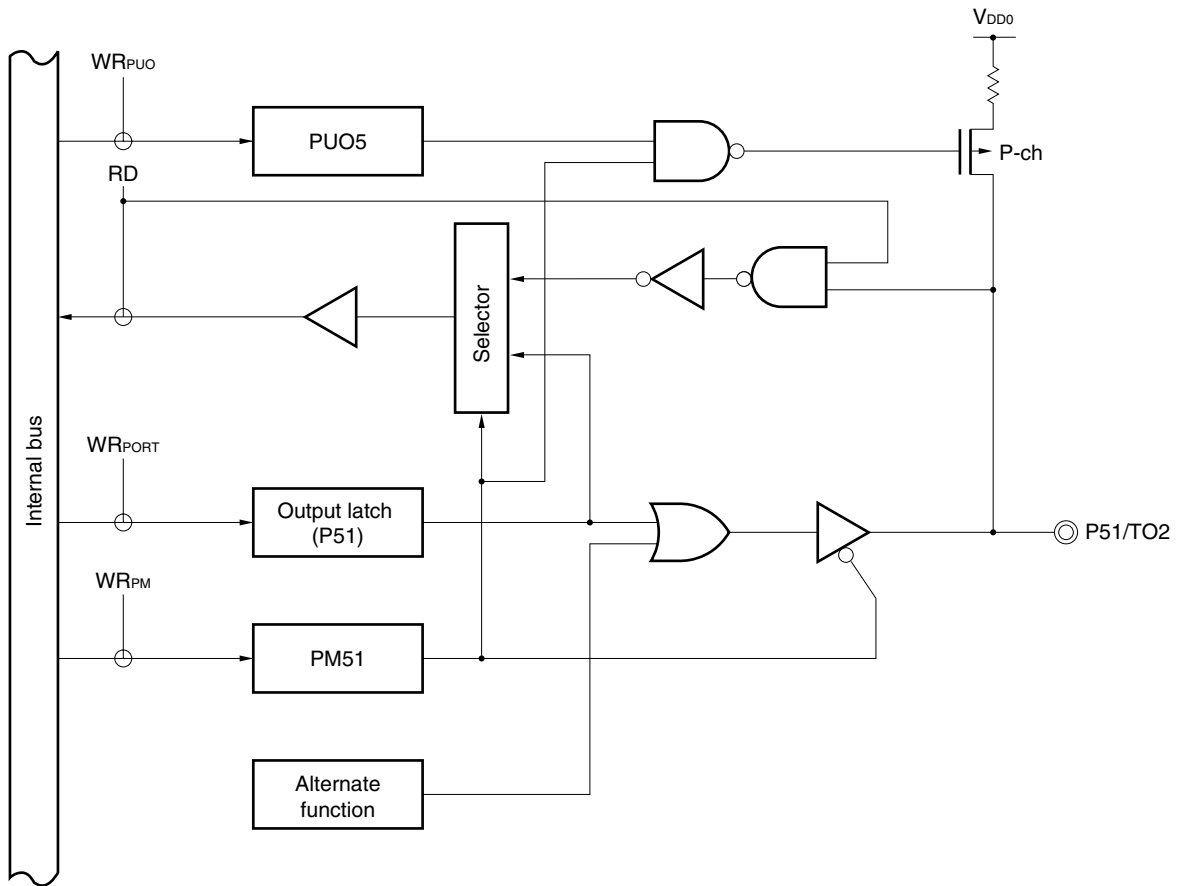 VDD0
WRPUO
PUO5
P-ch
RD
Selector
Internal bus
WRPORT
Output latch
(P51)
P51/TO2
WRPM
PM51
Alternate
function